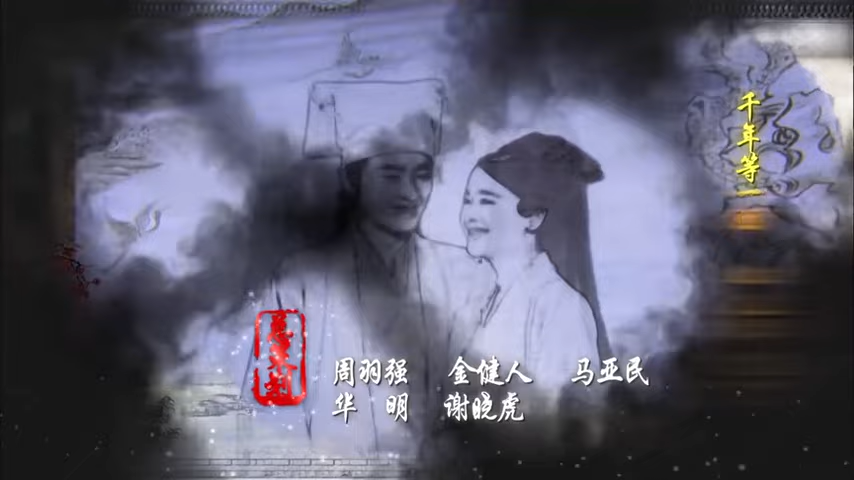 千年等一
周羽强 金健人 马亚民
华 明 谢晓虎